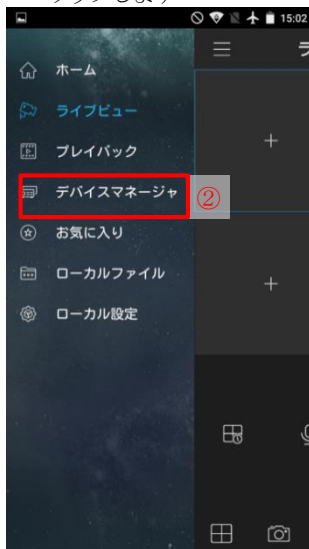 15:02
ホーム
ライブビュー
プレイバック
デバイスマネージャ
②
お気に入り
ローカルファイル
ローカル設定